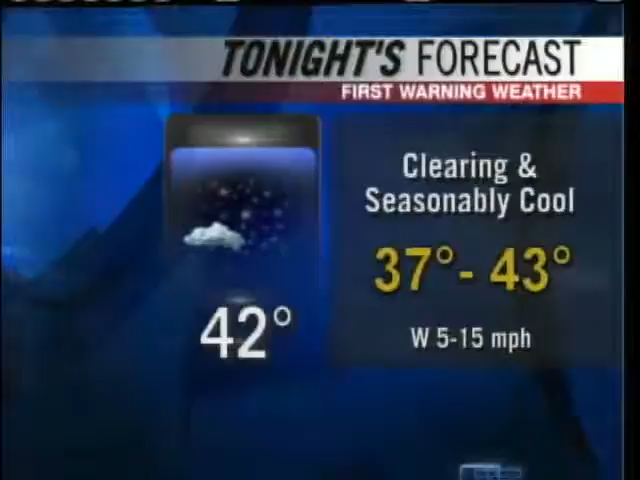 TONIGHT'S FORECAST
FIRST WARNING WEATHER
Clearing &
Seasonably Cool
37°- 43°
42°
W 5-15 mph